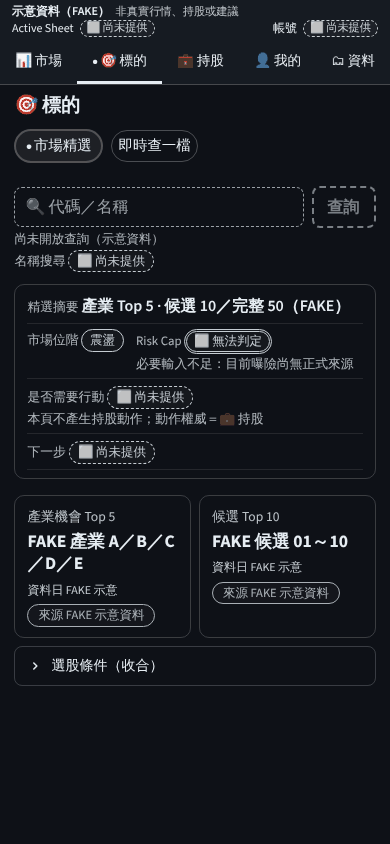 示意資料（FAKE） 非真實行情、持股或建議
Active Sheet ⬜ 尚未提供 帳號 ⬜ 尚未提供
📊 市場 • 🎯 標的 💼 持股 👤 我的 🗂 資料
🎯 標的
• 市場精選 即時查一檔
🔍 代碼／名稱 查詢
尚未開放查詢（示意資料）
名稱搜尋 ⬜ 尚未提供
精選摘要 產業 Top 5 · 候選 10／完整 50（FAKE）
市場位階 震盪 Risk Cap ⬜ 無法判定
必要輸入不足：目前曝險尚無正式來源
是否需要行動 ⬜ 尚未提供
本頁不產生持股動作；動作權威＝💼 持股
下一步 ⬜ 尚未提供
產業機會 Top 5
FAKE 產業 A／B／C
／D／E
資料日 FAKE 示意
來源 FAKE 示意資料
候選 Top 10
FAKE 候選 01～10
資料日 FAKE 示意
來源 FAKE 示意資料
› 選股條件（收合）